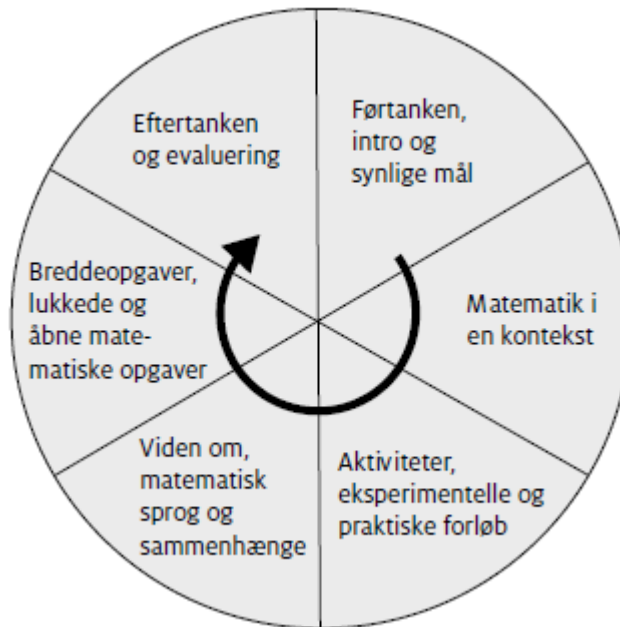 Førtanken,
intro og
synlige mål
Matematik i
en kontekst
Aktiviteter,
eksperimentelle og
praktiske forløb
Viden om,
matematisk
sprog og
sammenhænge
Breddeopgaver,
lukkede og
åbne mate-
matiske opgaver
Eftertanken
og evaluering